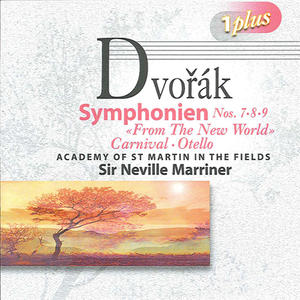 1plus
Dvořák
Symphonien Nos. 7·8·9
«From The New World»
Carnival · Otello
ACADEMY OF ST MARTIN IN THE FIELDS
Sir Neville Marriner